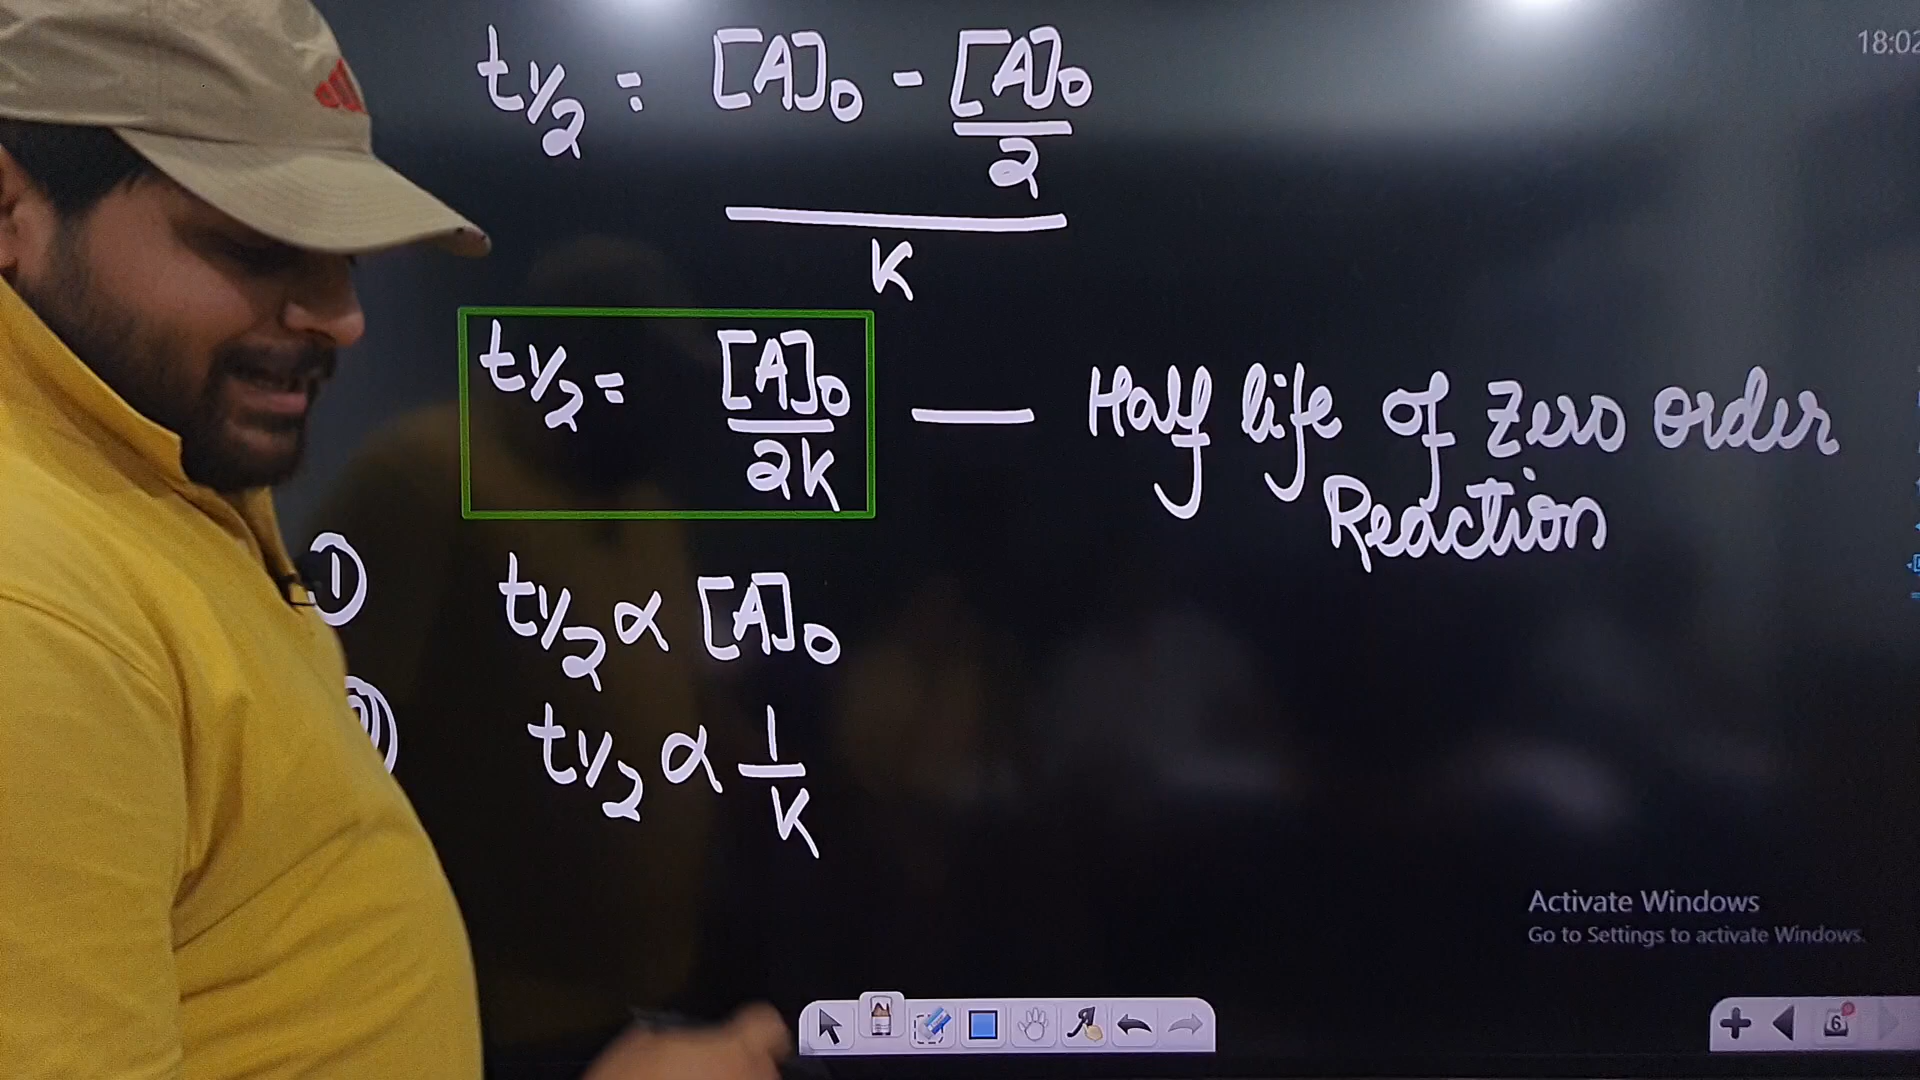 18:02
t1/2 = [A]0 - [A]0/2
K
t1/2 = [A]0/2K — Half life of Zero order
Reaction
① t1/2 ∝ [A]0
t1/2 ∝ 1/K
Activate Windows
Go to Settings to activate Windows.
6